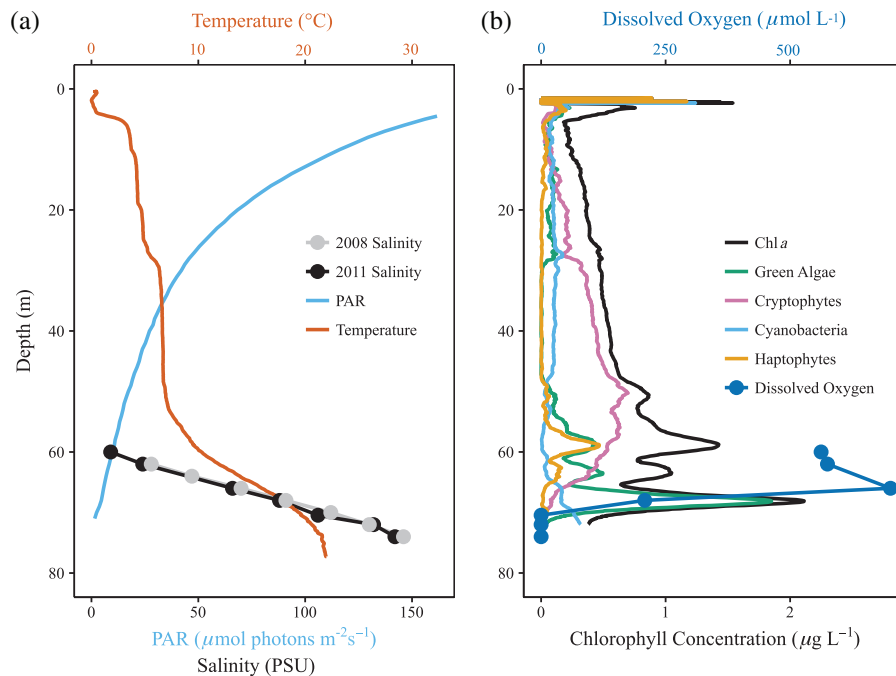 (a)
Temperature (°C)
0 10 20 30
0
20
40
60
80
Depth (m)
2008 Salinity
2011 Salinity
PAR
Temperature
0 50 100 150
PAR (μmol photons m-2s−1)
Salinity (PSU)
(b)
Dissolved Oxygen (μmol L-1)
0 250 500
0
20
40
60
80
Chl a
Green Algae
Cryptophytes
Cyanobacteria
Haptophytes
Dissolved Oxygen
0 1 2
Chlorophyll Concentration (μg L−1)